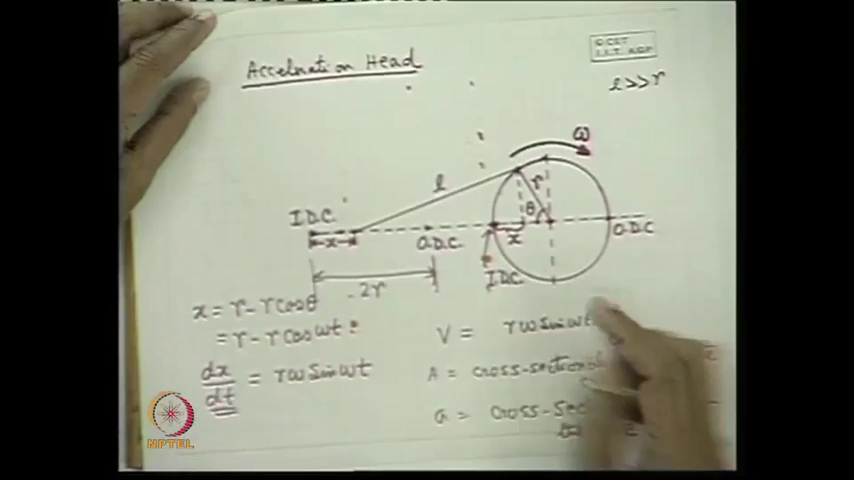 Acceleration Head
© CET
I.I.T. KGP
l>>r
ω
l
r
θ
I.D.C.
x
O.D.C
x
O.D.C
I.D.C.
2r
x = r - r cosθ
= r - r cos ωt
V = rω sin ωt
dx/dt = rω sin ωt
A = cross-sectional
a = cross-sec
NPTEL